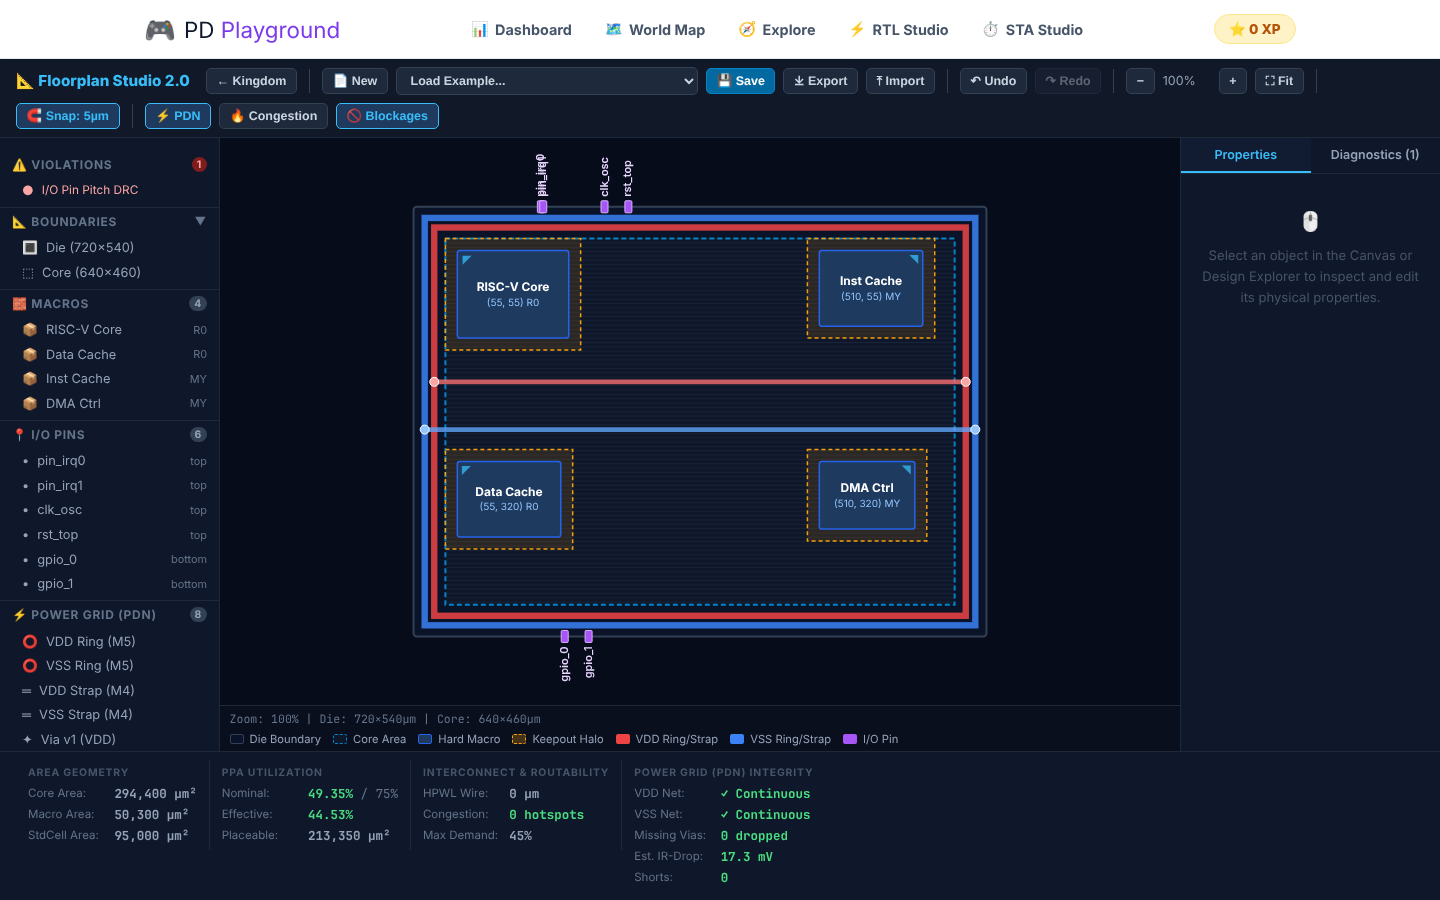 PD Playground
Dashboard
World Map
Explore
RTL Studio
STA Studio
0 XP
Floorplan Studio 2.0
← Kingdom
New
Load Example...
Save
Export
Import
Undo
Redo
−
100%
+
Fit
Snap: 5µm
PDN
Congestion
Blockages
VIOLATIONS
1
I/O Pin Pitch DRC
BOUNDARIES
Die (720×540)
Core (640×460)
MACROS
4
RISC-V Core R0
Data Cache R0
Inst Cache MY
DMA Ctrl MY
I/O PINS
6
pin_irq0 top
pin_irq1 top
clk_osc top
rst_top top
gpio_0 bottom
gpio_1 bottom
POWER GRID (PDN)
8
VDD Ring (M5)
VSS Ring (M5)
VDD Strap (M4)
VSS Strap (M4)
Via v1 (VDD)
clk_osc
rst_top
RISC-V Core
(55, 55) R0
Inst Cache
(510, 55) MY
Data Cache
(55, 320) R0
DMA Ctrl
(510, 320) MY
gpio_0
gpio_1
Zoom: 100% | Die: 720×540µm | Core: 640×460µm
Die Boundary
Core Area
Hard Macro
Keepout Halo
VDD Ring/Strap
VSS Ring/Strap
I/O Pin
Properties
Diagnostics (1)
Select an object in the Canvas or
Design Explorer to inspect and edit
its physical properties.
AREA GEOMETRY
Core Area: 294,400 µm²
Macro Area: 50,300 µm²
StdCell Area: 95,000 µm²
PPA UTILIZATION
Nominal: 49.35% / 75%
Effective: 44.53%
Placeable: 213,350 µm²
INTERCONNECT & ROUTABILITY
HPWL Wire: 0 µm
Congestion: 0 hotspots
Max Demand: 45%
POWER GRID (PDN) INTEGRITY
VDD Net: ✓ Continuous
VSS Net: ✓ Continuous
Missing Vias: 0 dropped
Est. IR-Drop: 17.3 mV
Shorts: 0